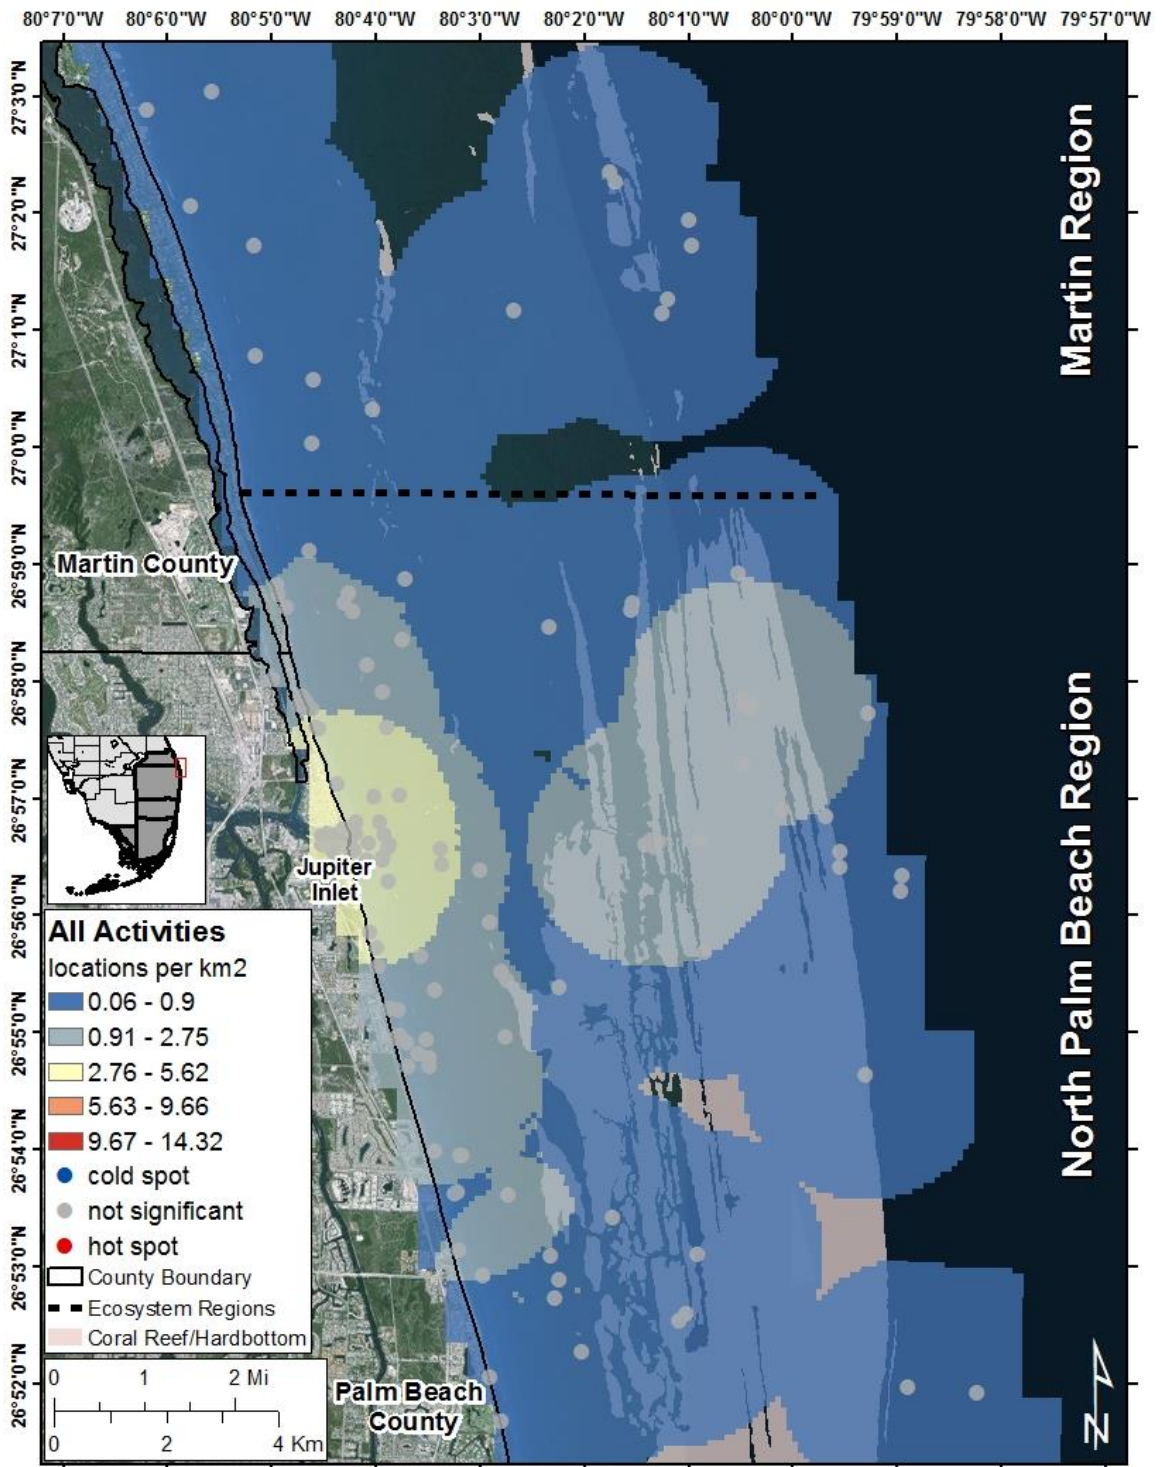 80°7'0"W 80°6'0"W 80°5'0"W 80°4'0"W 80°3'0"W 80°2'0"W 80°1'0"W 80°0'0"W 79°59'0"W 79°58'0"W 79°57'0"W
27°3'0"N
27°2'0"N
27°1'0"N
27°0'0"N
26°59'0"N
26°58'0"N
26°57'0"N
26°56'0"N
26°55'0"N
26°54'0"N
26°53'0"N
26°52'0"N
Martin Region
North Palm Beach Region
Martin County
Jupiter
Inlet
All Activities
locations per km2
0.06 - 0.9
0.91 - 2.75
2.76 - 5.62
5.63 - 9.66
9.67 - 14.32
cold spot
not significant
hot spot
County Boundary
Ecosystem Regions
Coral Reef/Hardbottom
0 1 2 Mi
0 2 4 Km
Palm Beach
County
N